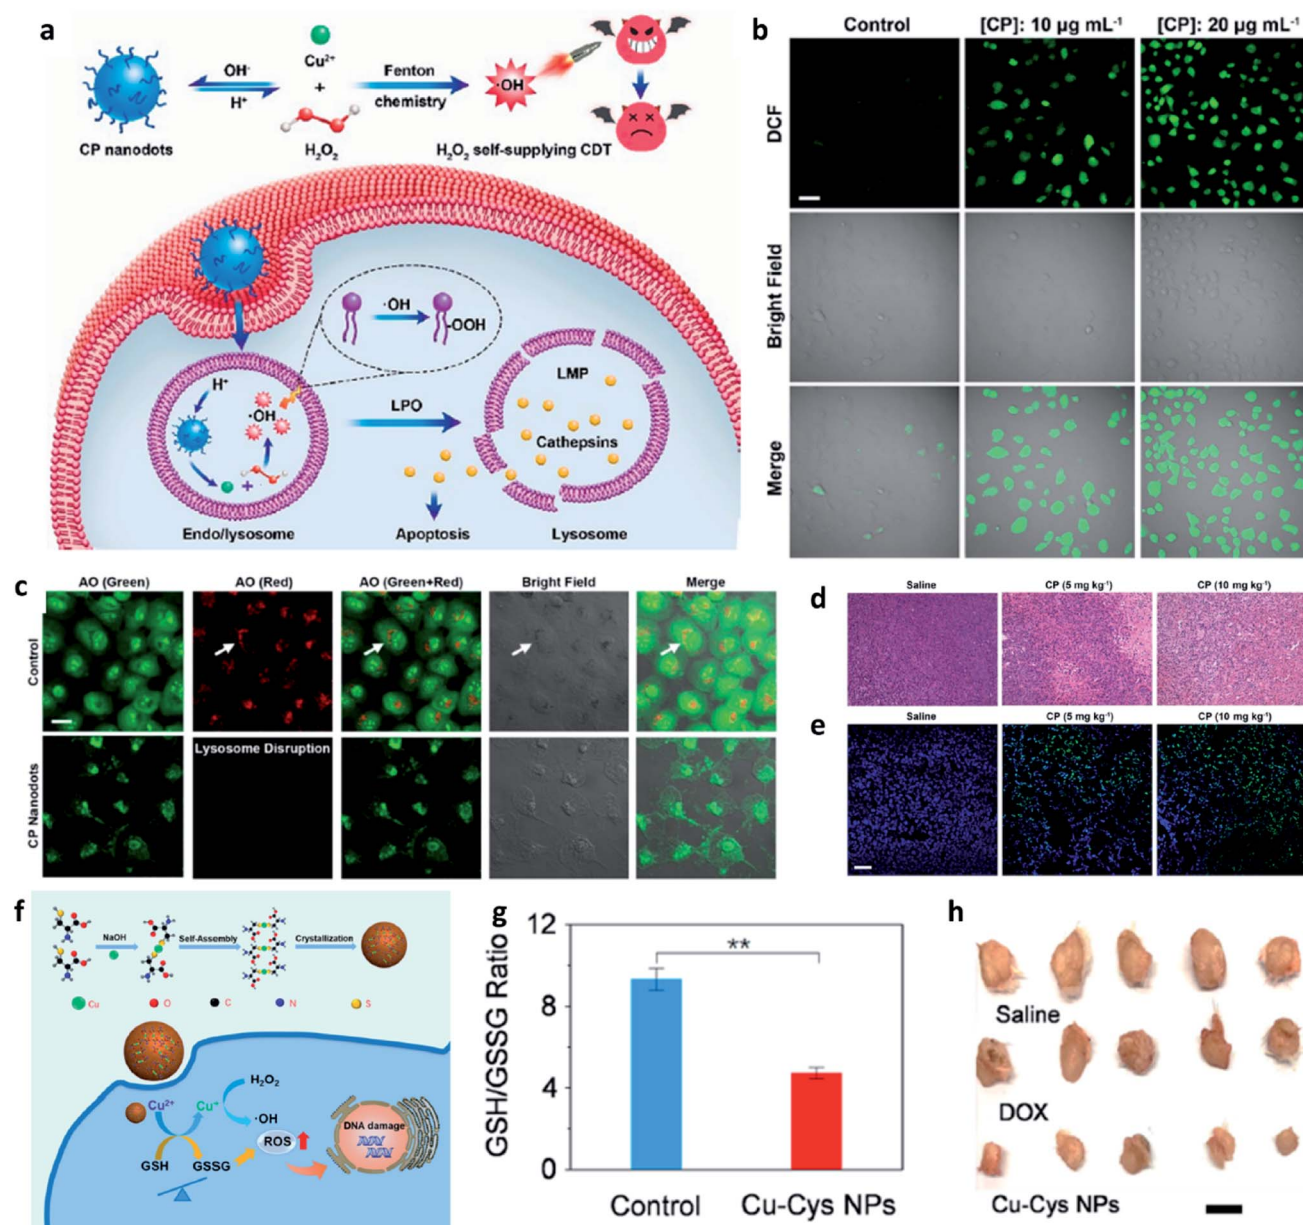 a
CP nanodots
OH-
H+
Cu2+
+
H2O2
Fenton
chemistry
·OH
H2O2 self-supplying CDT
·OH
-OOH
H+
·OH
+
LPO
LMP
Cathepsins
Endo/lysosome
Apoptosis
Lysosome
b
Control
[CP]: 10 µg mL-1
[CP]: 20 µg mL-1
DCF
Bright Field
Merge
c
AO (Green)
AO (Red)
AO (Green+Red)
Bright Field
Merge
Control
CP Nanodots
Lysosome Disruption
d
Saline
CP (5 mg kg-1)
CP (10 mg kg-1)
e
Saline
CP (5 mg kg-1)
CP (10 mg kg-1)
f
NaOH
Self-Assembly
Crystallization
Cu
O
C
N
S
Cu2+
Cu+
H2O2
·OH
GSH
GSSG
ROS
DNA damage
g
GSH/GSSG Ratio
12
8
4
0
**
Control
Cu-Cys NPs
h
Saline
DOX
Cu-Cys NPs